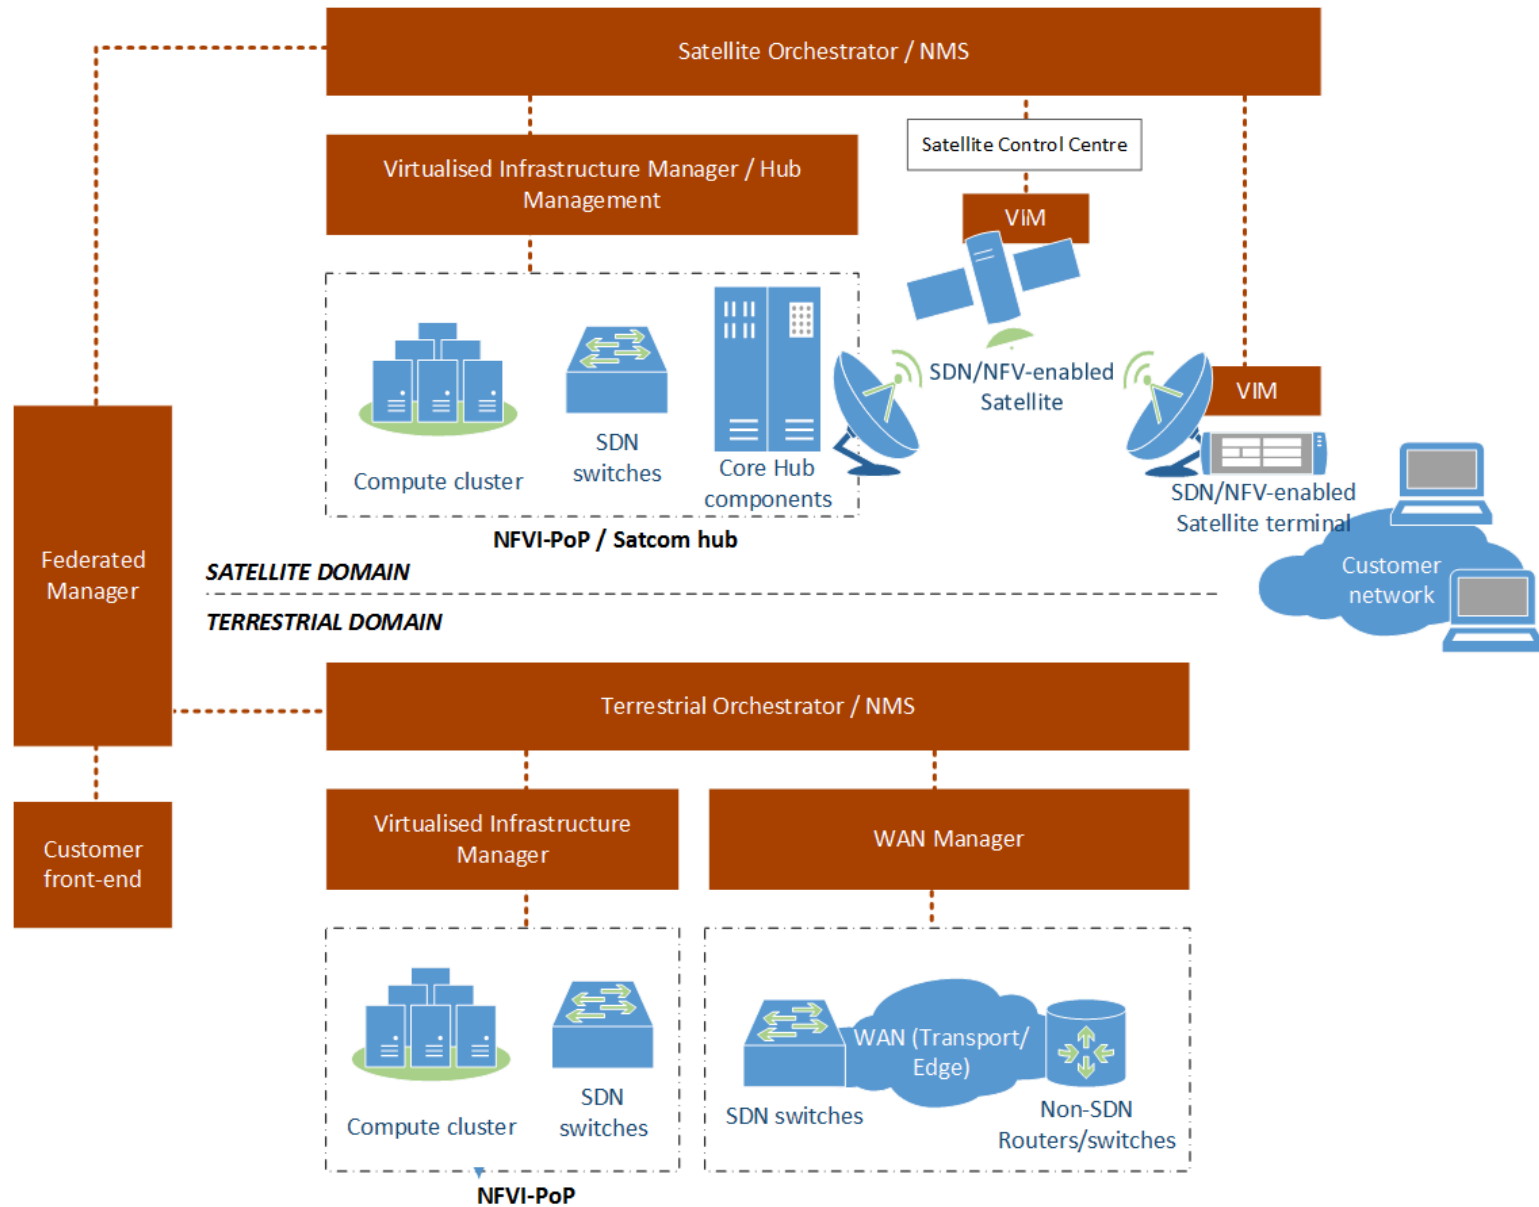 Satellite Orchestrator / NMS
Satellite Control Centre
Virtualised Infrastructure Manager / Hub
Management
VIM
SDN/NFV-enabled
Satellite
VIM
SDN
switches
Compute cluster
Core Hub
components
SDN/NFV-enabled
Satellite terminal
NFVI-PoP / Satcom hub
Customer
network
Federated
Manager
SATELLITE DOMAIN
TERRESTRIAL DOMAIN
Terrestrial Orchestrator / NMS
Virtualised Infrastructure
Manager
WAN Manager
Customer
front-end
WAN (Transport/
Edge)
Compute cluster
SDN
switches
SDN switches
Non-SDN
Routers/switches
NFVI-PoP